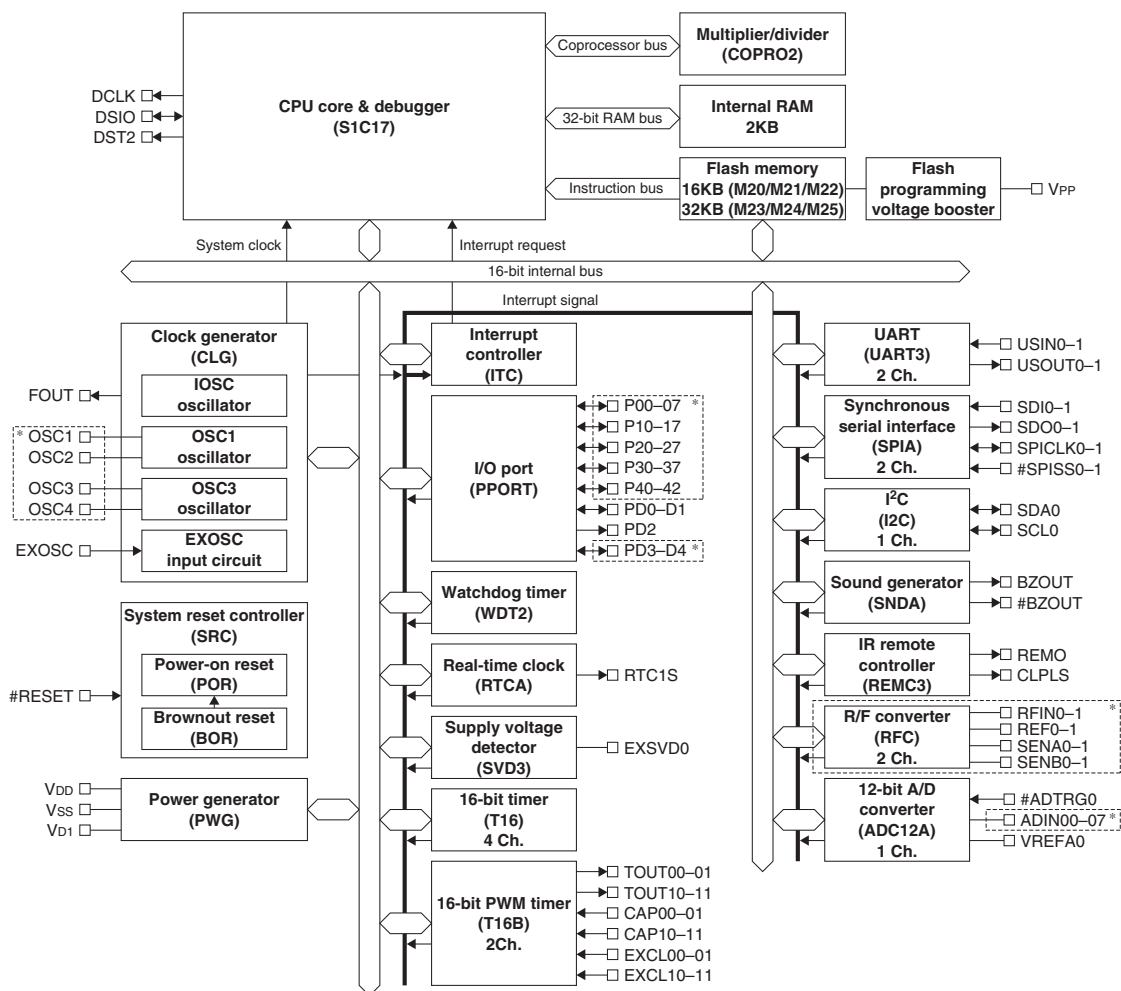 Coprocessor bus
Multiplier/divider
(COPRO2)
DCLK
DSIO
DST2
CPU core & debugger
(S1C17)
32-bit RAM bus
Internal RAM
2KB
Instruction bus
Flash memory
16KB (M20/M21/M22)
32KB (M23/M24/M25)
Flash
programming
voltage booster
VPP
System clock
Interrupt request
16-bit internal bus
Interrupt signal
Clock generator
(CLG)
IOSC
oscillator
FOUT
* OSC1
OSC2
OSC1
oscillator
OSC3
OSC4
OSC3
oscillator
EXOSC
EXOSC
input circuit
System reset controller
(SRC)
Power-on reset
(POR)
#RESET
Brownout reset
(BOR)
VDD
VSS
VD1
Power generator
(PWG)
Interrupt
controller
(ITC)
I/O port
(PPORT)
P00–07 *
P10–17
P20–27
P30–37
P40–42
PD0–D1
PD2
PD3–D4 *
Watchdog timer
(WDT2)
Real-time clock
(RTCA)
RTC1S
Supply voltage
detector
(SVD3)
EXSVD0
16-bit timer
(T16)
4 Ch.
16-bit PWM timer
(T16B)
2Ch.
TOUT00–01
TOUT10–11
CAP00–01
CAP10–11
EXCL00–01
EXCL10–11
UART
(UART3)
2 Ch.
USIN0–1
USOUT0–1
Synchronous
serial interface
(SPIA)
2 Ch.
SDI0–1
SDO0–1
SPICLK0–1
#SPISS0–1
I2C
(I2C)
1 Ch.
SDA0
SCL0
Sound generator
(SNDA)
BZOUT
#BZOUT
IR remote
controller
(REMC3)
REMO
CLPLS
R/F converter
(RFC)
2 Ch.
RFIN0–1 *
REF0–1
SENA0–1
SENB0–1
12-bit A/D
converter
(ADC12A)
1 Ch.
#ADTRG0
ADIN00–07 *
VREFA0